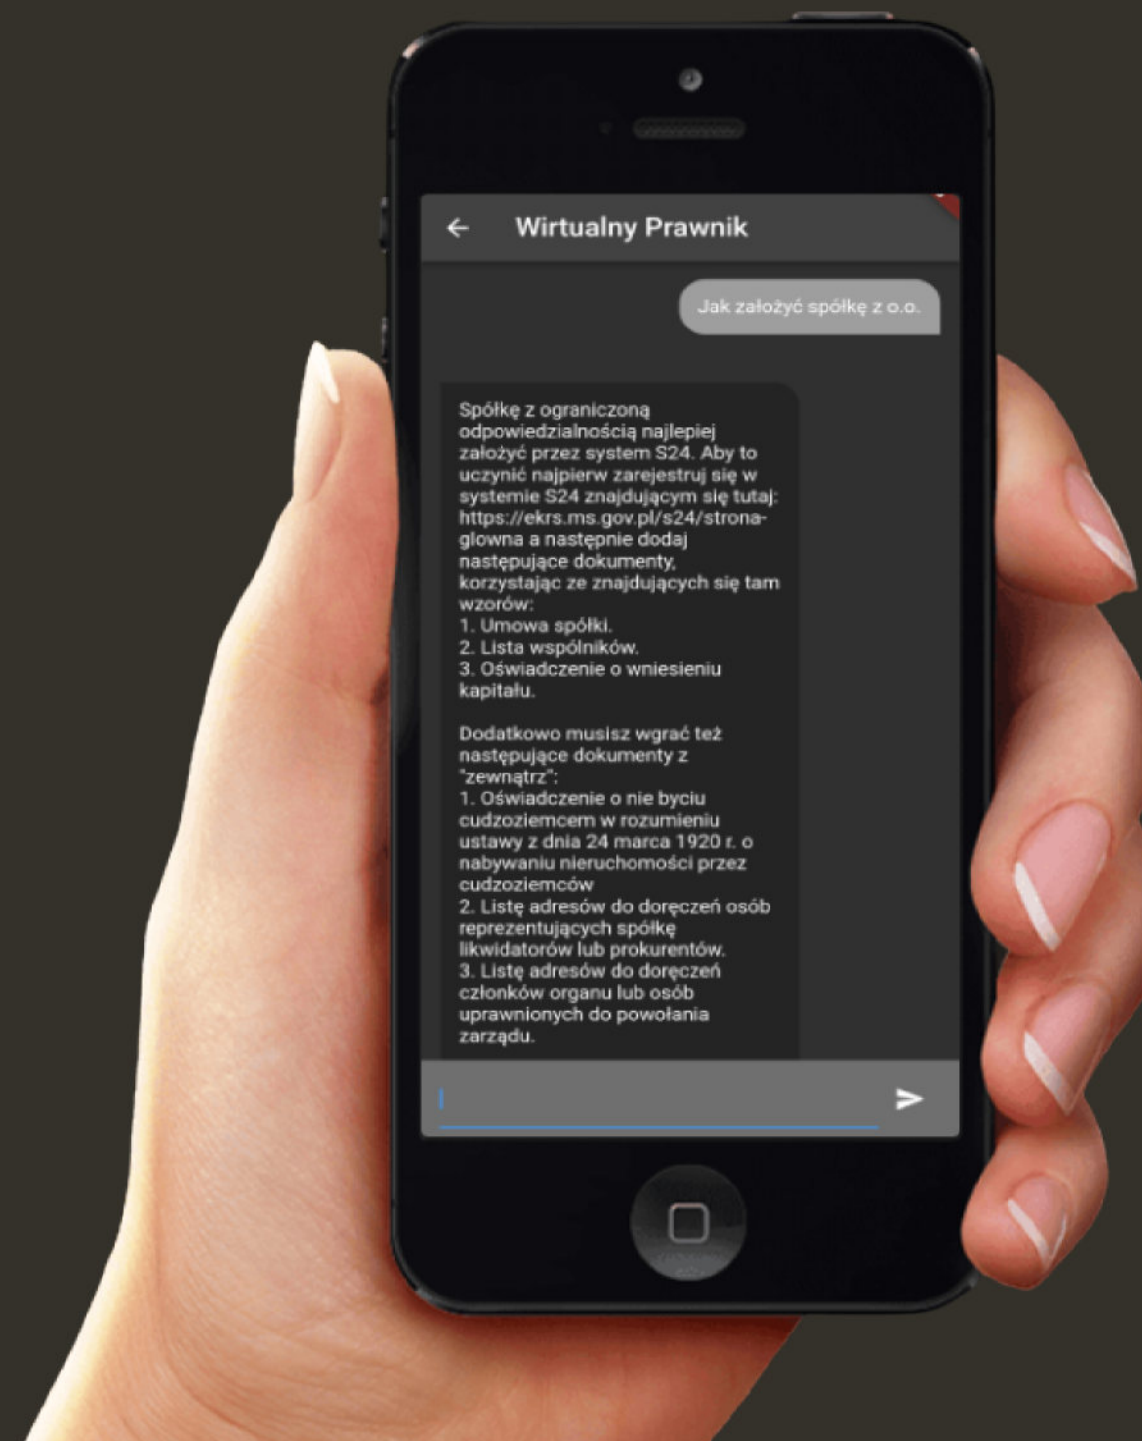 Wirtualny Prawnik
Jak założyć spółkę z o.o.
Spółkę z ograniczoną
odpowiedzialnością najlepiej
założyć przez system S24. Aby to
uczynić najpierw zarejestruj się w
systemie S24 znajdującym się tutaj:
https://ekrs.ms.gov.pl/s24/strona-
glowna a następnie dodaj
następujące dokumenty,
korzystając ze znajdujących się tam
wzorów:
1. Umowa spółki.
2. Lista wspólników.
3. Oświadczenie o wniesieniu
kapitału.
Dodatkowo musisz wgrać też
następujące dokumenty z
"zewnątrz":
1. Oświadczenie o nie byciu
cudzoziemcem w rozumieniu
ustawy z dnia 24 marca 1920 r. o
nabywaniu nieruchomości przez
cudzoziemców
2. Listę adresów do doręczeń osób
reprezentujących spółkę
likwidatorów lub prokurentów.
3. Listę adresów do doręczeń
członków organu lub osób
uprawnionych do powołania
zarządu.